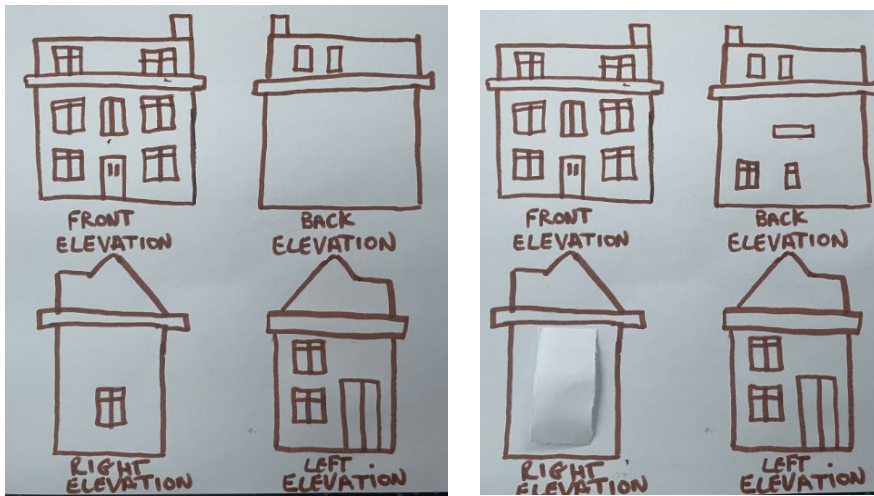 FRONT
ELEVATION
BACK
ELEVATION
RIGHT
ELEVATION
LEFT
ELEVATION
FRONT
ELEVATION
BACK
ELEVATION
RIGHT
ELEVATION
LEFT
ELEVATION